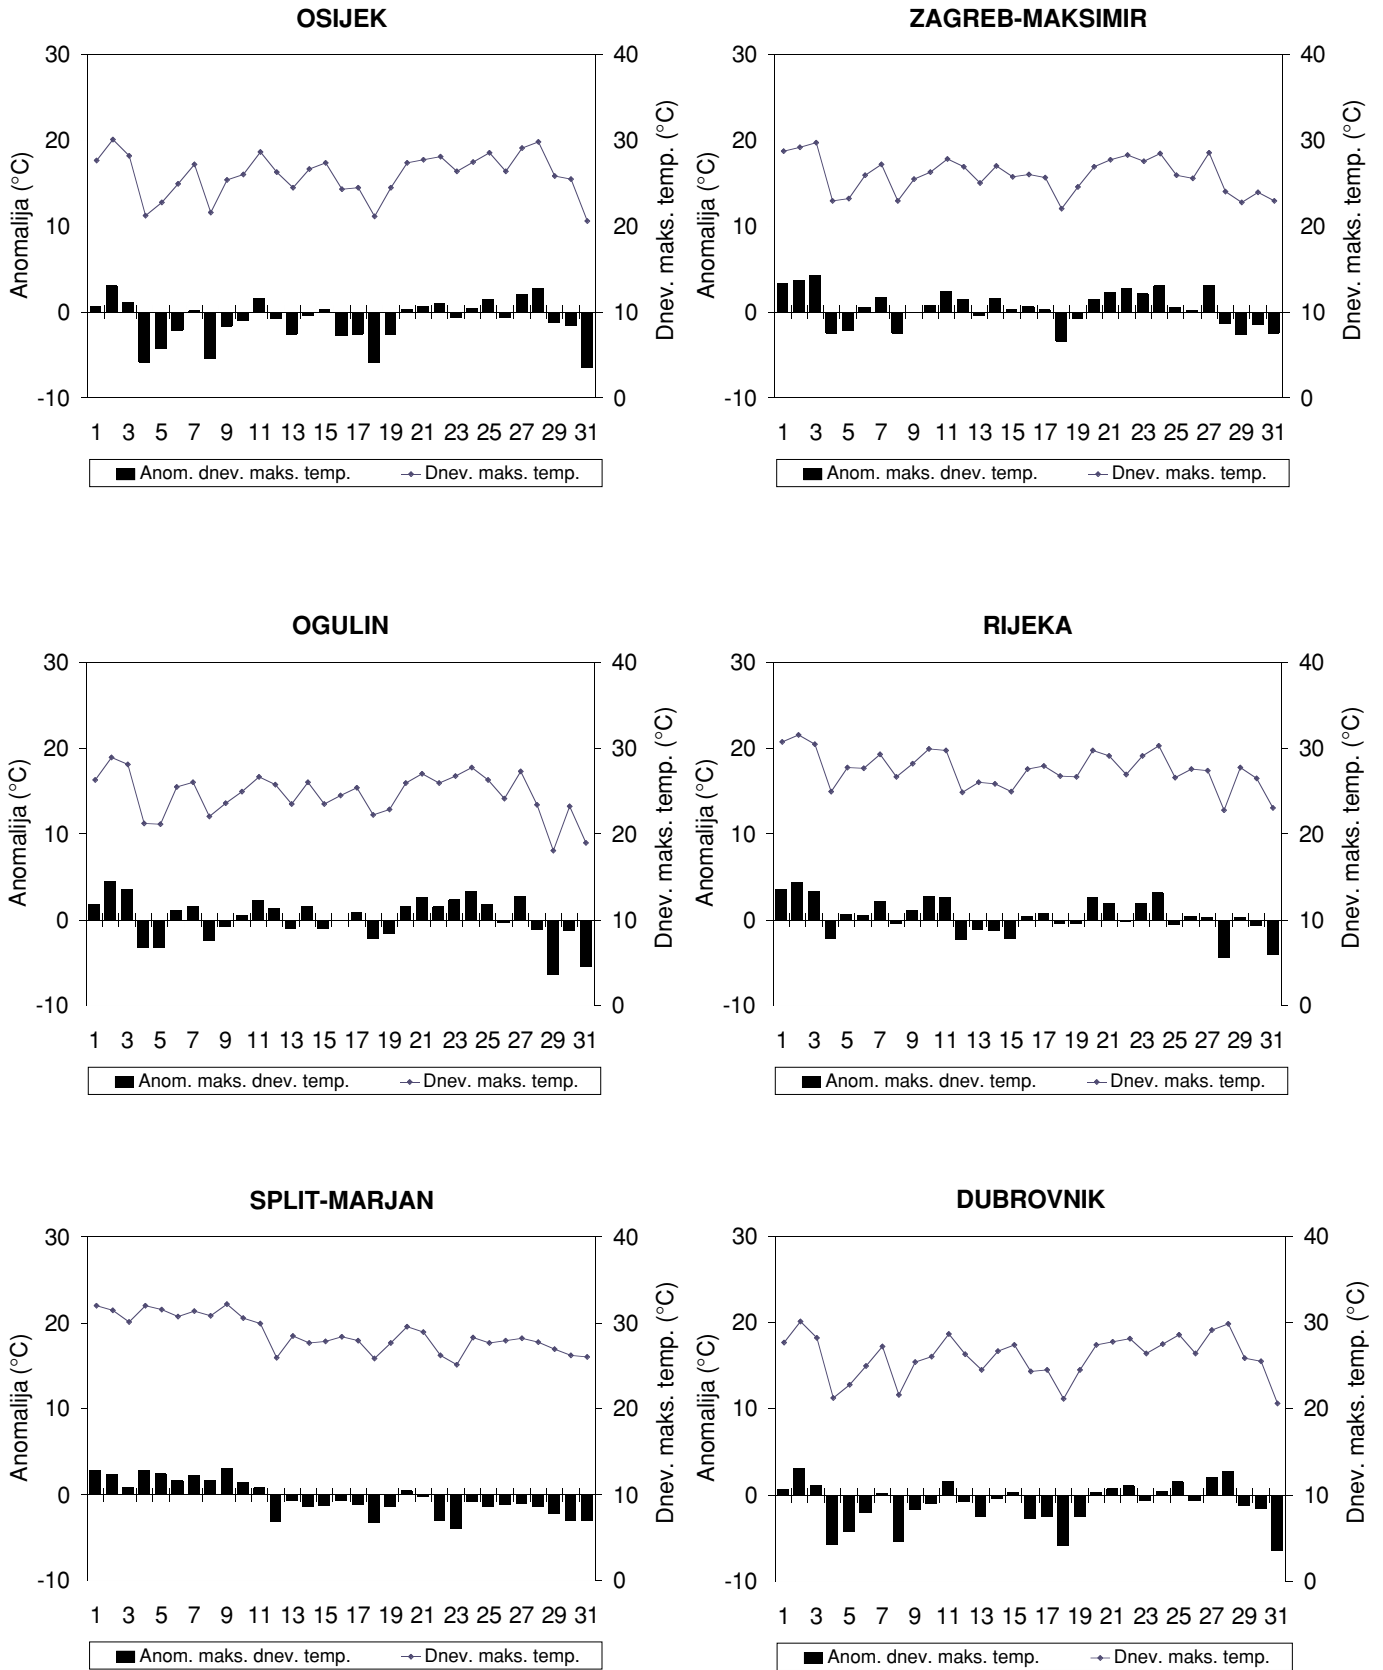 OSIJEK
30
20
10
0
-10
40
30
20
10
0
Anomalija (°C)
Dnev. maks. temp. (°C)
1 3 5 7 9 11 13 15 17 19 21 23 25 27 29 31
Anom. dnev. maks. temp. Dnev. maks. temp.
ZAGREB-MAKSIMIR
30
20
10
0
-10
40
30
20
10
0
Anomalija (°C)
Dnev. maks. temp. (°C)
1 3 5 7 9 11 13 15 17 19 21 23 25 27 29 31
Anom. maks. dnev. temp. Dnev. maks. temp.
OGULIN
30
20
10
0
-10
40
30
20
10
0
Anomalija (°C)
Dnev. maks. temp. (°C)
1 3 5 7 9 11 13 15 17 19 21 23 25 27 29 31
Anom. maks. dnev. temp. Dnev. maks. temp.
RIJEKA
30
20
10
0
-10
40
30
20
10
0
Anomalija (°C)
Dnev. maks. temp. (°C)
1 3 5 7 9 11 13 15 17 19 21 23 25 27 29 31
Anom. maks. dnev. temp. Dnev. maks. temp.
SPLIT-MARJAN
30
20
10
0
-10
40
30
20
10
0
Anomalija (°C)
Dnev. maks. temp. (°C)
1 3 5 7 9 11 13 15 17 19 21 23 25 27 29 31
Anom. maks. dnev. temp. Dnev. maks. temp.
DUBROVNIK
30
20
10
0
-10
40
30
20
10
0
Anomalija (°C)
Dnev. maks. temp. (°C)
1 3 5 7 9 11 13 15 17 19 21 23 25 27 29 31
Anom. maks. dnev. temp. Dnev. maks. temp.